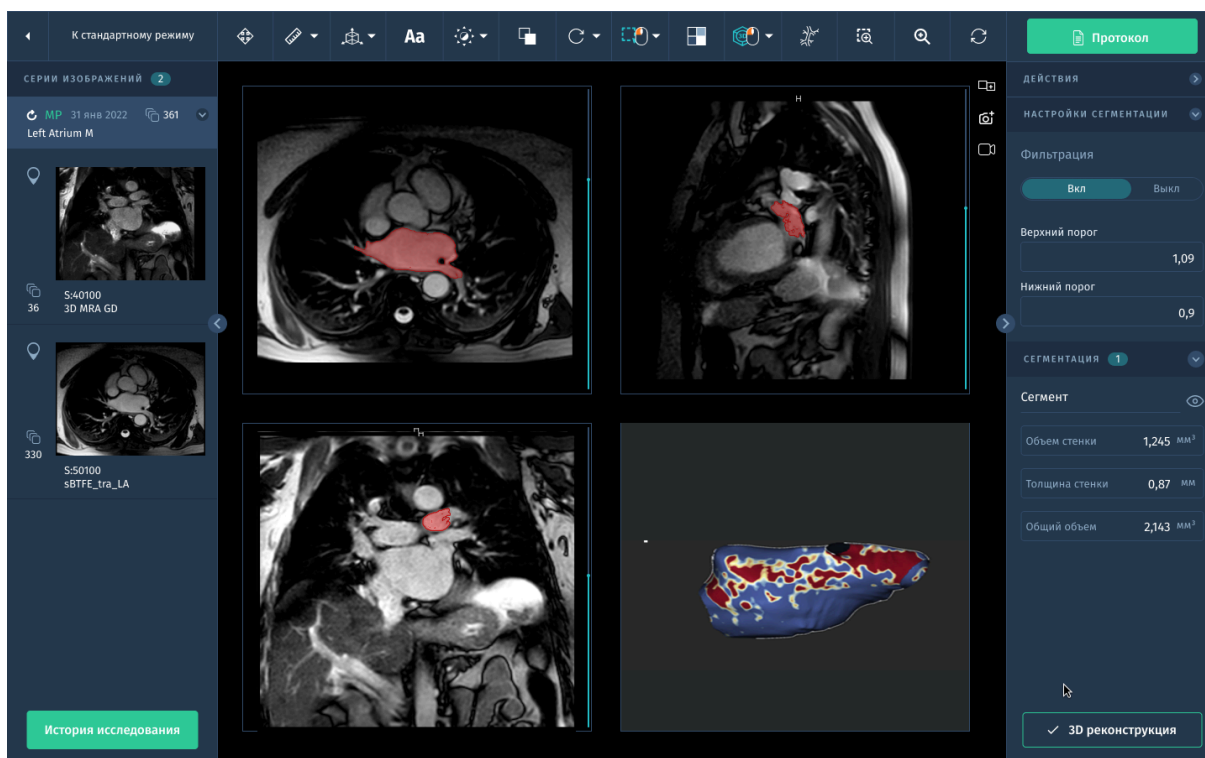 К стандартному режиму
Aa
3D
Протокол
СЕРИИ ИЗОБРАЖЕНИЙ 2
МР 31 янв 2022 361
Left Atrium M
36
S:40100
3D MRA GD
330
S:50100
sBTFE_tra_LA
История исследования
H
H
ДЕЙСТВИЯ
НАСТРОЙКИ СЕГМЕНТАЦИИ
Фильтрация
Вкл Выкл
Верхний порог
1,09
Нижний порог
0,9
СЕГМЕНТАЦИЯ 1
Сегмент
Объем стенки 1,245 мм³
Толщина стенки 0,87 мм
Общий объем 2,143 мм³
3D реконструкция